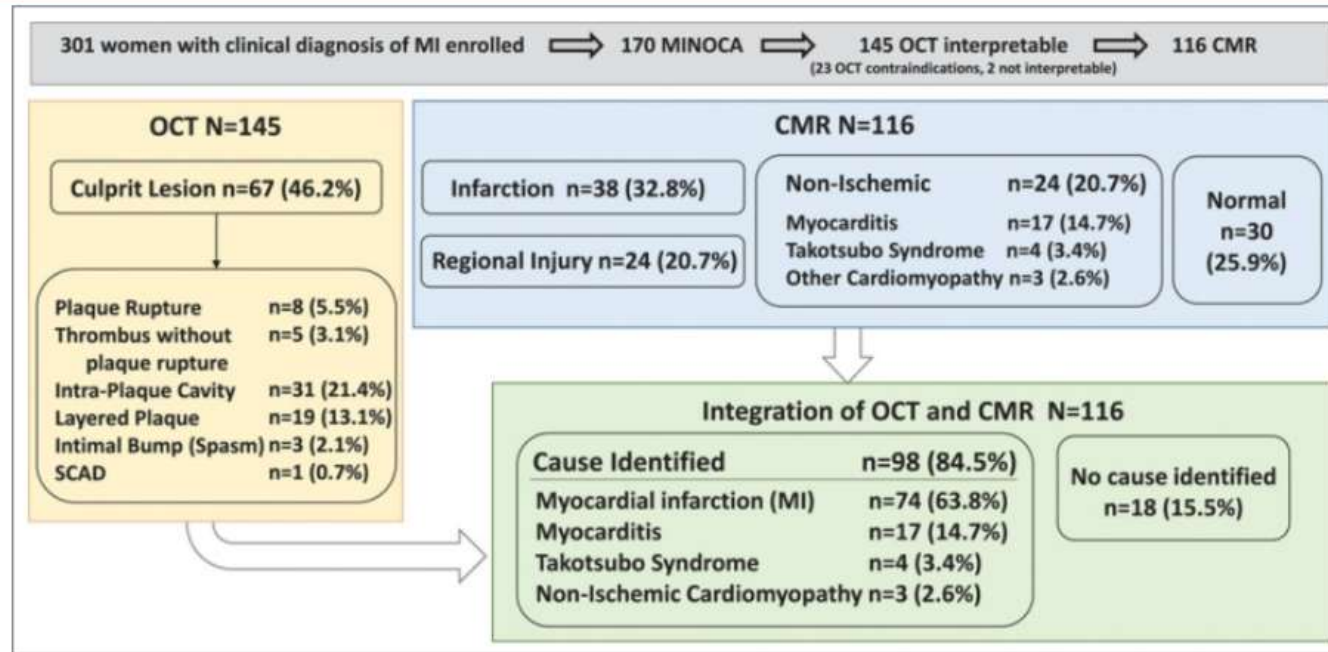 301 women with clinical diagnosis of MI enrolled 170 MINOCA 145 OCT interpretable 116 CMR
(23 OCT contraindications, 2 not interpretable)
OCT N=145
Culprit Lesion n=67 (46.2%)
Plaque Rupture n=8 (5.5%)
Thrombus without n=5 (3.1%)
plaque rupture
Intra-Plaque Cavity n=31 (21.4%)
Layered Plaque n=19 (13.1%)
Intimal Bump (Spasm) n=3 (2.1%)
SCAD n=1 (0.7%)
CMR N=116
Infarction n=38 (32.8%)
Regional Injury n=24 (20.7%)
Non-Ischemic n=24 (20.7%)
Myocarditis n=17 (14.7%)
Takotsubo Syndrome n=4 (3.4%)
Other Cardiomyopathy n=3 (2.6%)
Normal
n=30
(25.9%)
Integration of OCT and CMR N=116
Cause Identified n=98 (84.5%)
Myocardial infarction (MI) n=74 (63.8%)
Myocarditis n=17 (14.7%)
Takotsubo Syndrome n=4 (3.4%)
Non-Ischemic Cardiomyopathy n=3 (2.6%)
No cause identified
n=18 (15.5%)